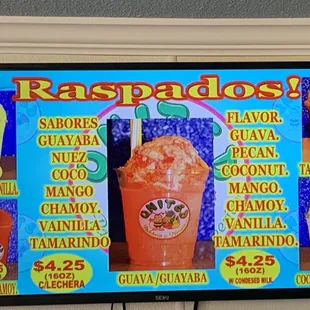 Raspados!
SABORES
GUAYABA
NUEZ
COCO
MANGO
CHAMOY.
VAINILLA
TAMARINDO
$4.25
(16OZ)
C/LECHERA
FLAVOR.
GUAVA.
PECAN.
COCONUT.
MANGO.
CHAMOY.
VANILLA.
TAMARINDO.
$4.25
(16OZ)
W CONDESED MILK.
ONITOS
GUAVA/GUAYABA